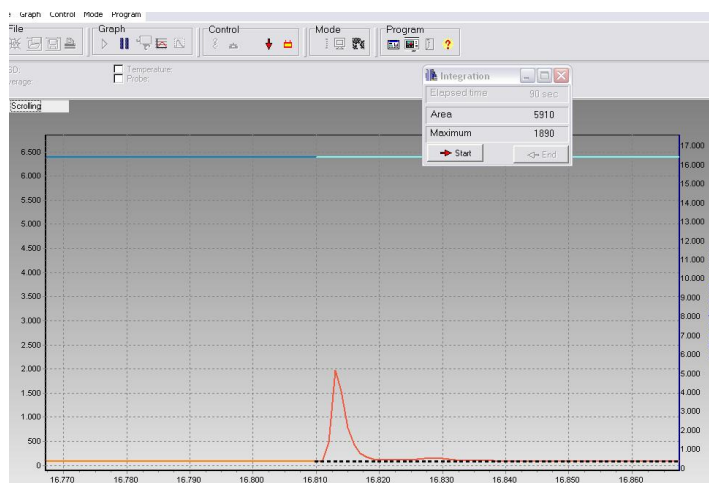 Graph Control Mode Program
File Graph Control Mode Program
SD: Temperature
verage: Probe:
Scrolling
Integration
Elapsed time 90 sec
Area 5910
Maximum 1890
Start End
6.500
6.000
5.500
5.000
4.500
4.000
3.500
3.000
2.500
2.000
1.500
1.000
500
0
17.000
16.000
15.000
14.000
13.000
12.000
11.000
10.000
9.000
8.000
7.000
6.000
5.000
4.000
3.000
2.000
1.000
0
16.770 16.780 16.790 16.800 16.810 16.820 16.830 16.840 16.850 16.860